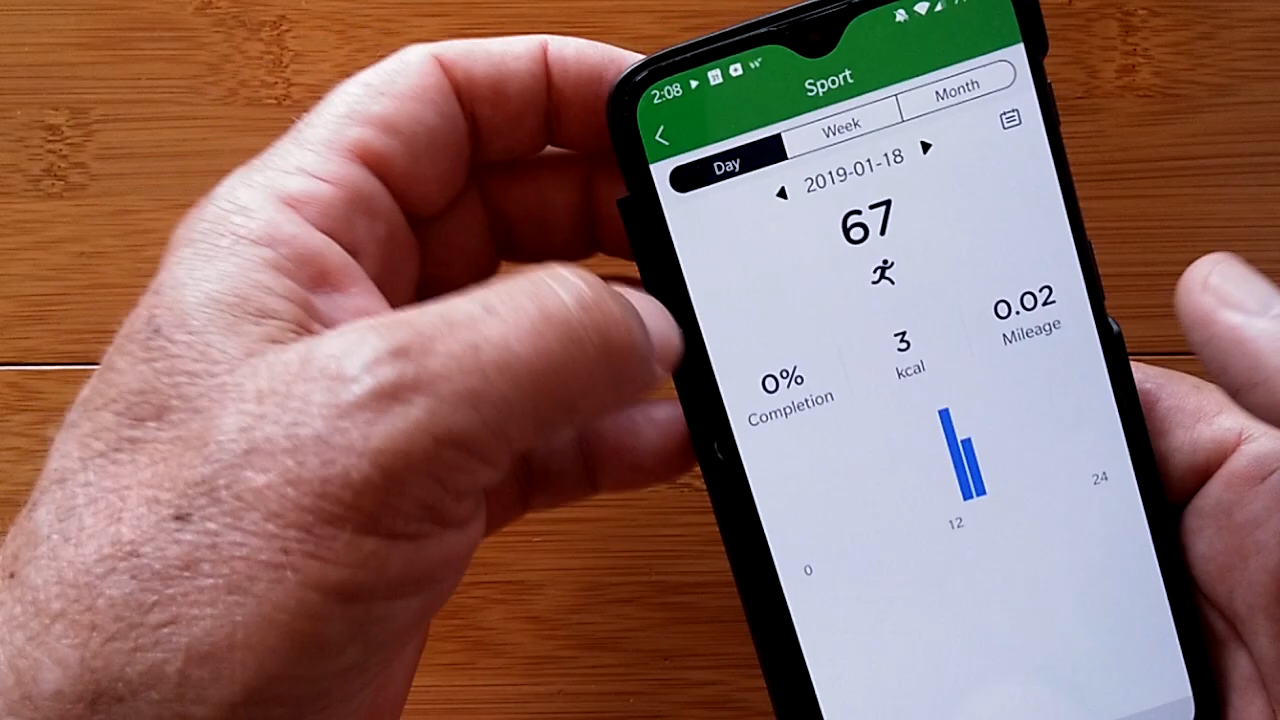 2:08
Sport
Day Week Month
2019-01-18
67
0% 3 0.02
Completion kcal Mileage
0 12 24